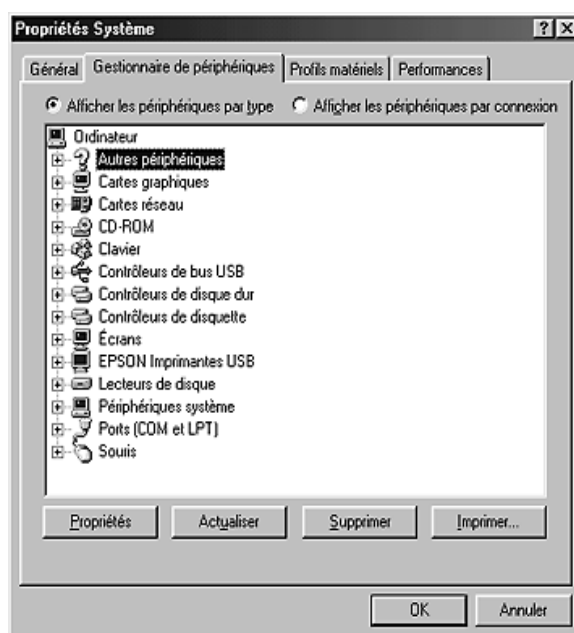 Propriétés Système
Général Gestionnaire de périphériques Profils matériels Performances
Afficher les périphériques par type Afficher les périphériques par connexion
Ordinateur
Autres périphériques
Cartes graphiques
Cartes réseau
CD-ROM
Clavier
Contrôleurs de bus USB
Contrôleurs de disque dur
Contrôleurs de disquette
Écrans
EPSON Imprimantes USB
Lecteurs de disque
Périphériques système
Ports (COM et LPT)
Souris
Propriétés Actualiser Supprimer Imprimer...
OK Annuler